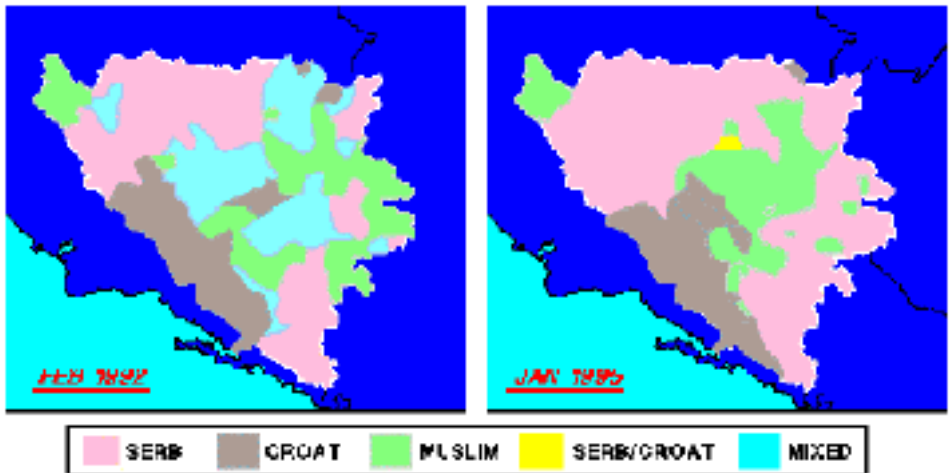 FEB 1992
JAN 1995
SERB
CROAT
MUSLIM
SERB/CROAT
MIXED